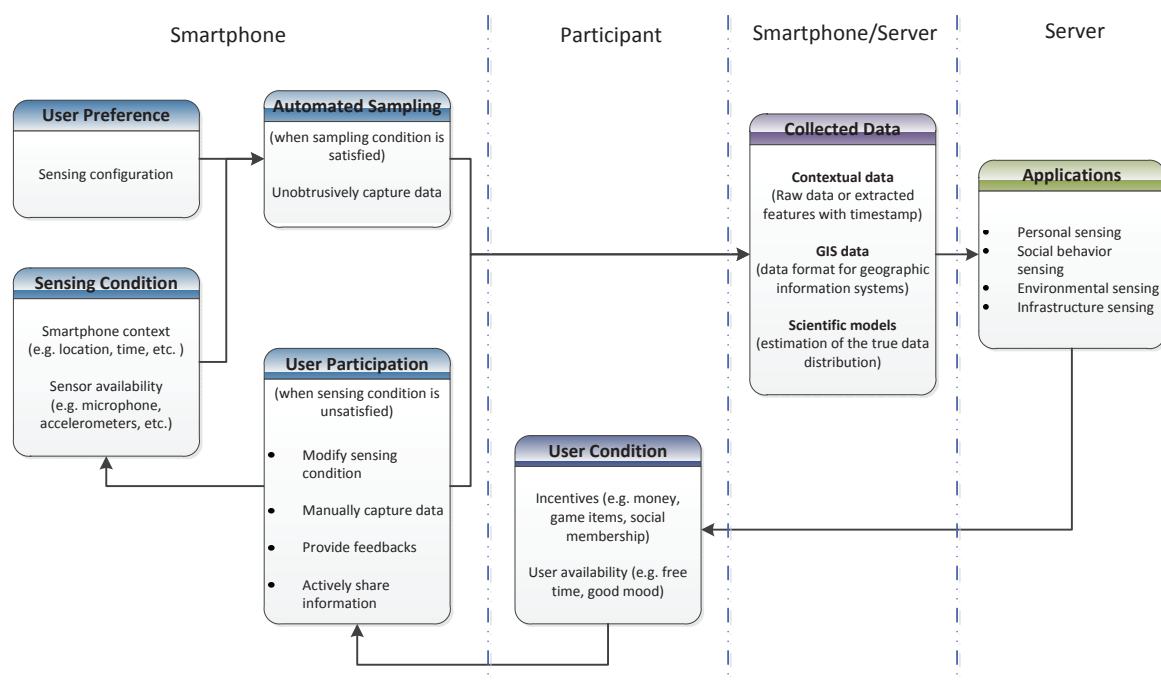 Smartphone
Participant
Smartphone/Server
Server
User Preference
Sensing configuration
Automated Sampling
(when sampling condition is
satisfied)
Unobtrusively capture data
Sensing Condition
Smartphone context
(e.g. location, time, etc. )
Sensor availability
(e.g. microphone,
accelerometers, etc.)
User Participation
(when sensing condition is
unsatisfied)
• Modify sensing
condition
• Manually capture data
• Provide feedbacks
• Actively share
information
User Condition
Incentives (e.g. money,
game items, social
membership)
User availability (e.g. free
time, good mood)
Collected Data
Contextual data
(Raw data or extracted
features with timestamp)
GIS data
(data format for geographic
information systems)
Scientific models
(estimation of the true data
distribution)
Applications
• Personal sensing
• Social behavior
sensing
• Environmental sensing
• Infrastructure sensing